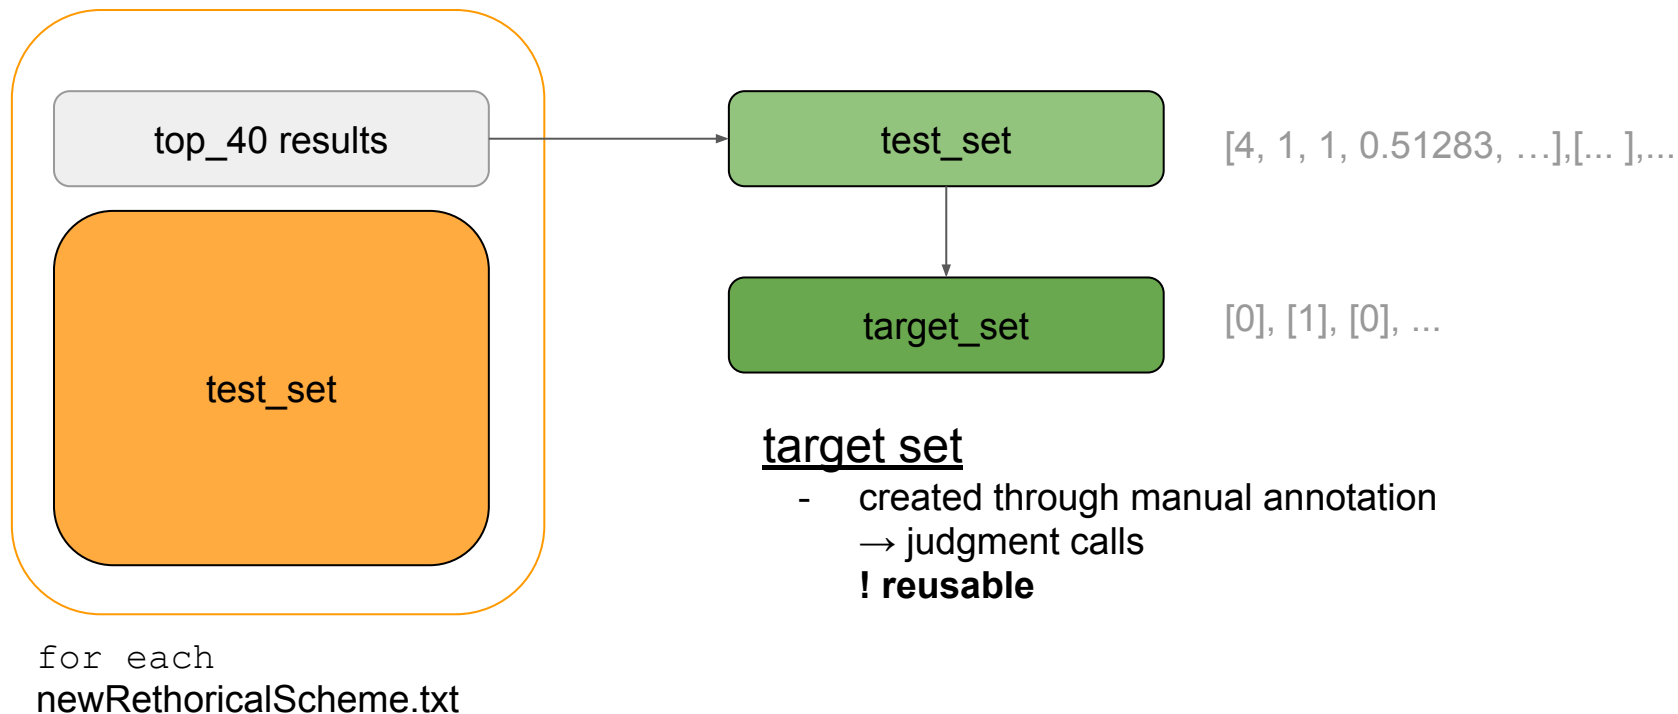 top_40 results
test_set
[4, 1, 1, 0.51283, …],[... ],...
target_set
[0], [1], [0], ...
test_set
target set
- created through manual annotation
→ judgment calls
! reusable
for each
newRethoricalScheme.txt